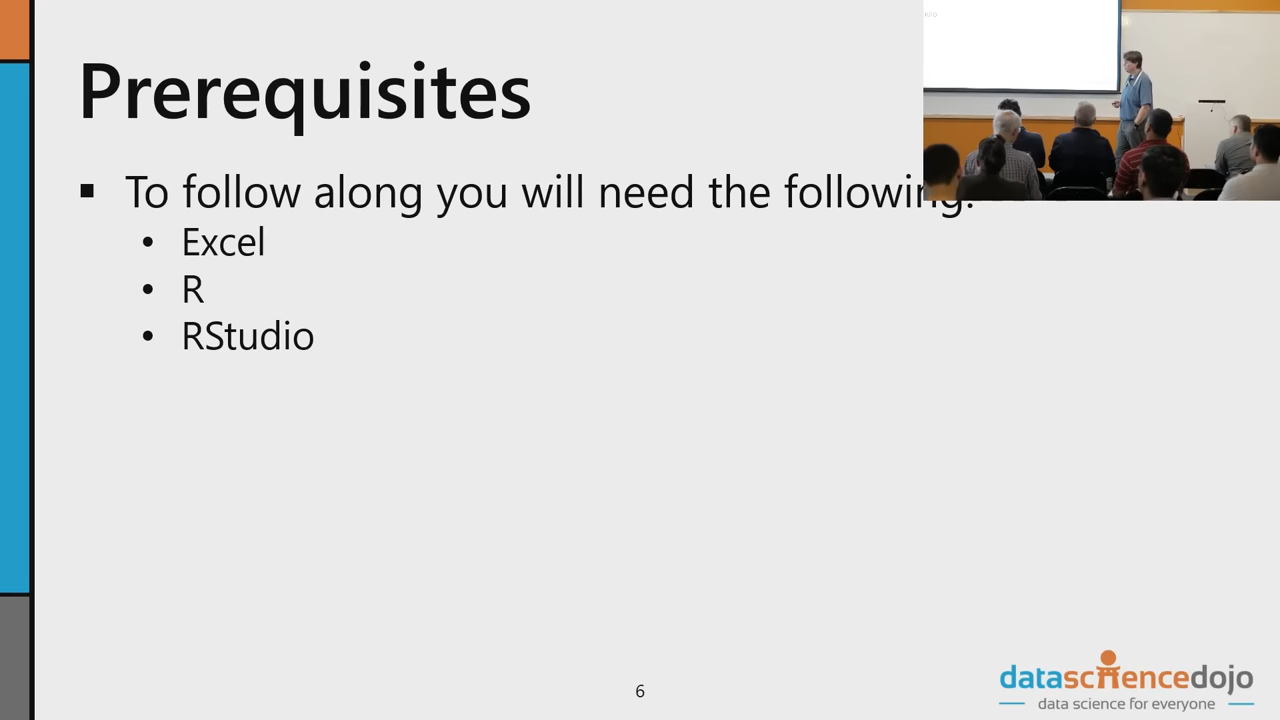 Prerequisites
▪ To follow along you will need the following:
• Excel
• R
• RStudio
6
datasciencedojo
data science for everyone